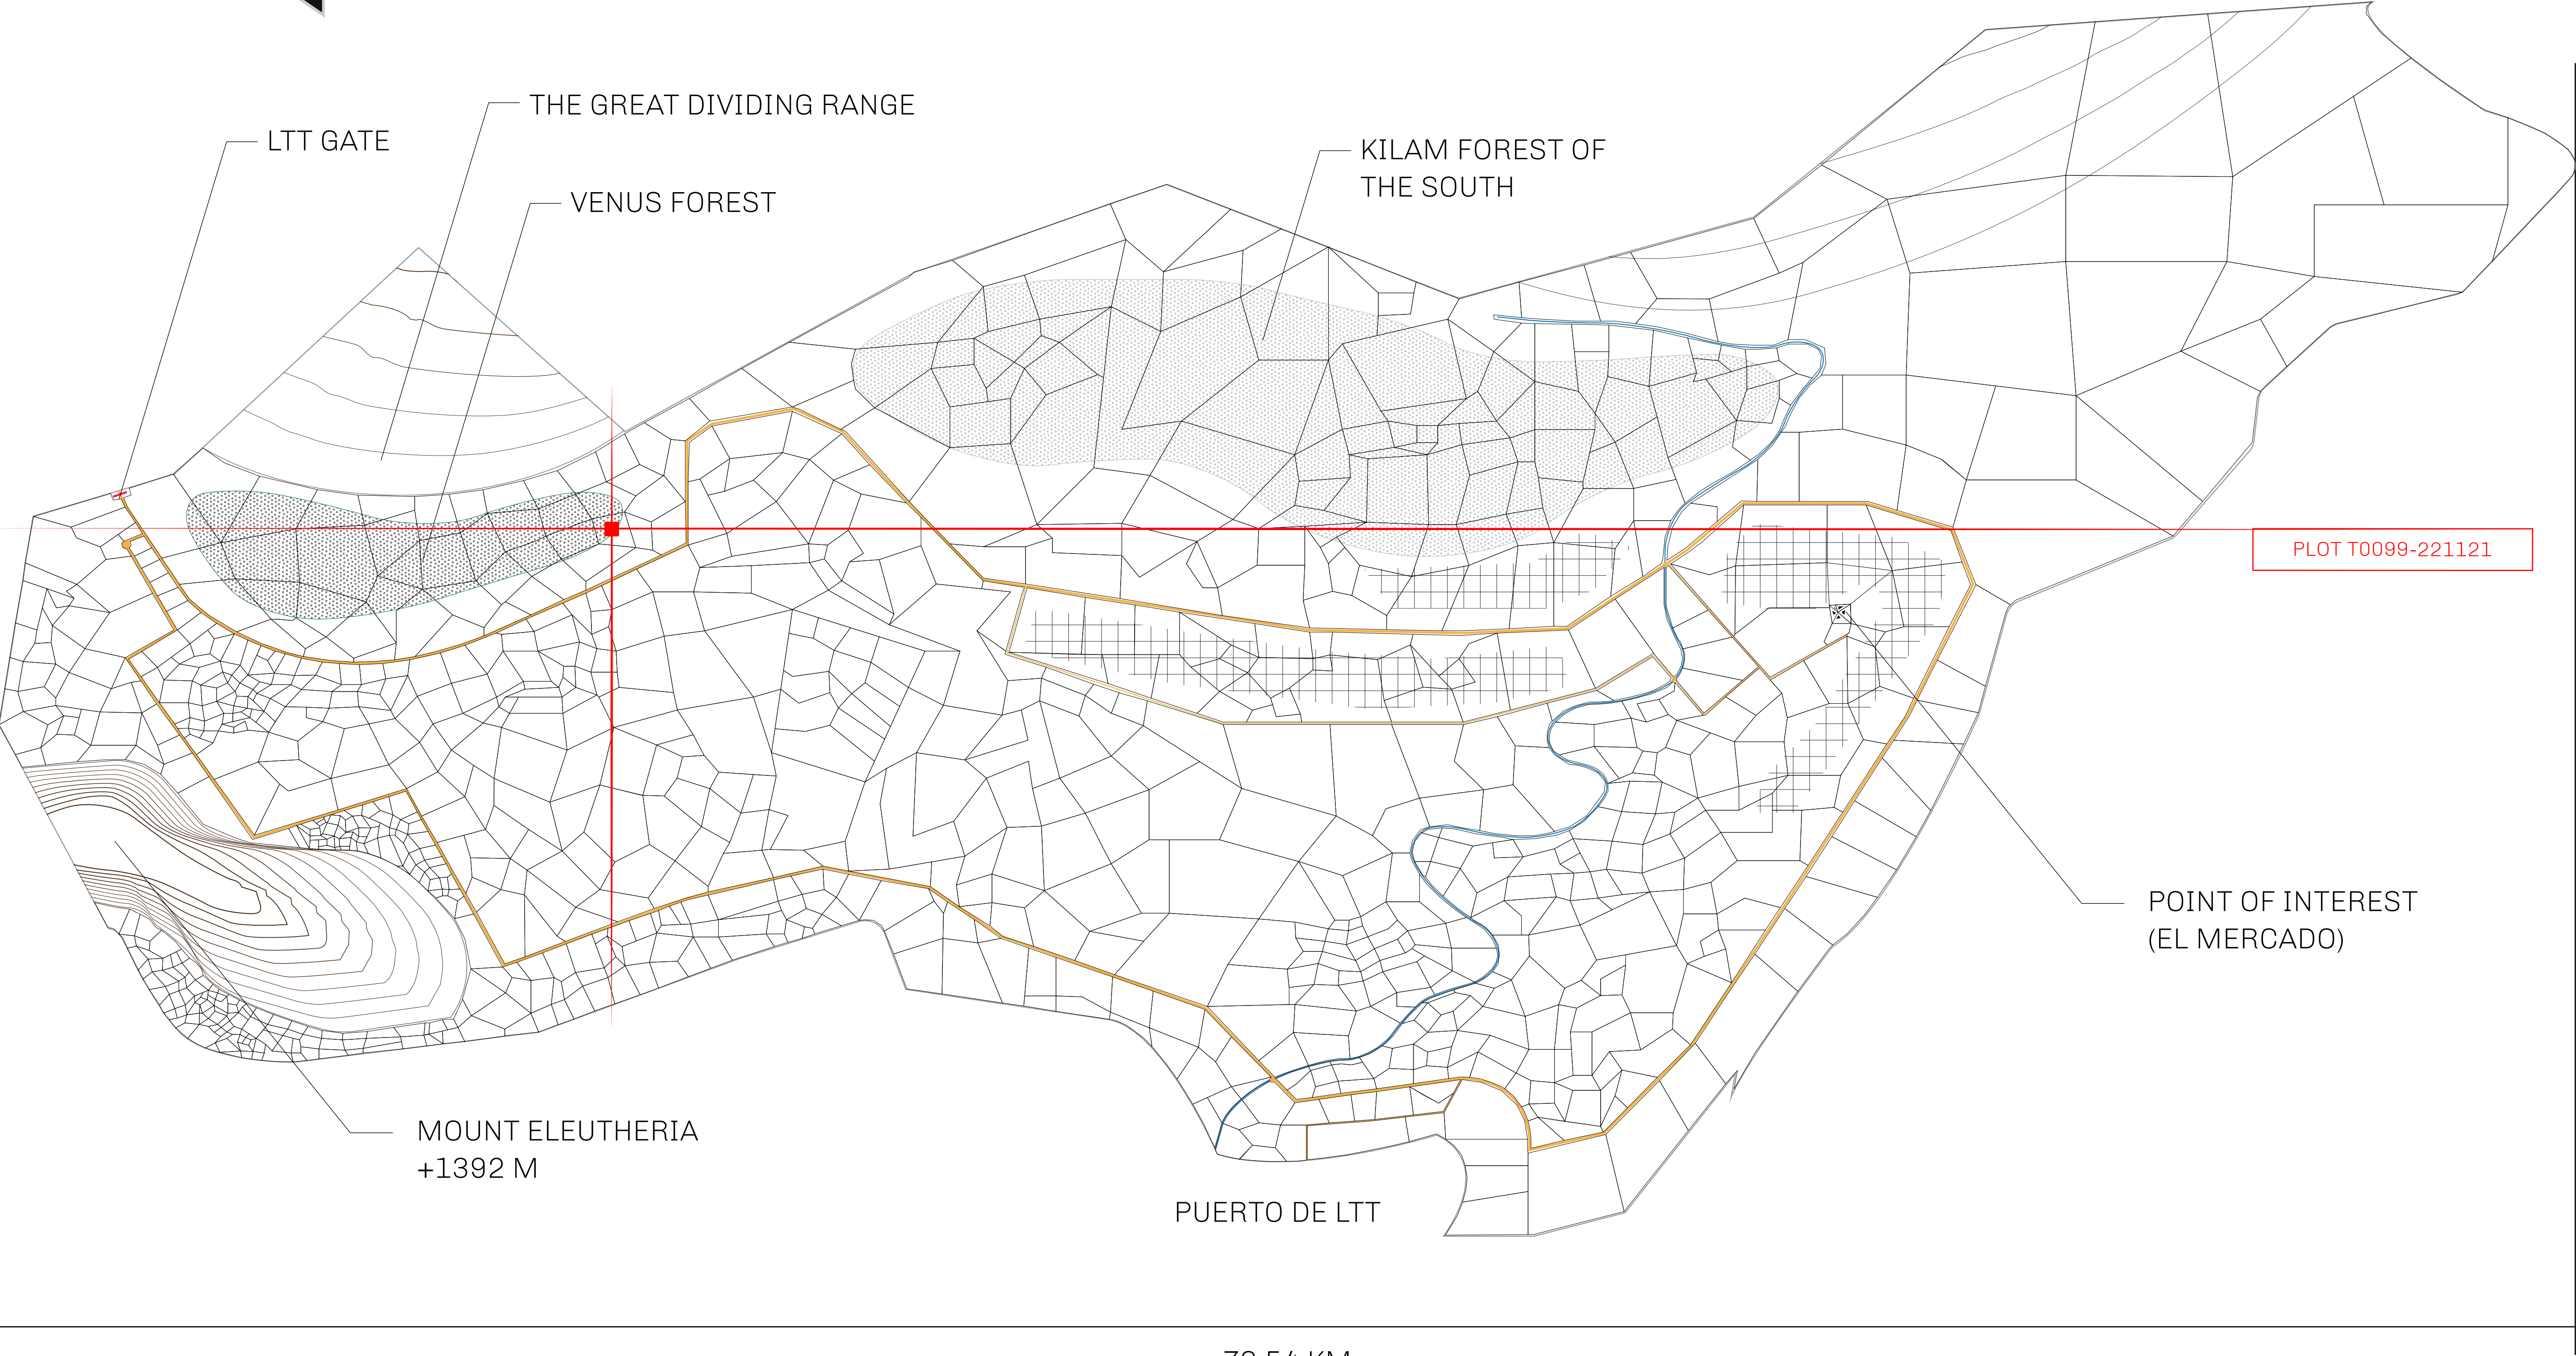 THE GREAT DIVIDING RANGE
LTT GATE
KILAM FOREST OF
THE SOUTH
VENUS FOREST
PLOT T0099-221121
POINT OF INTEREST
(EL MERCADO)
MOUNT ELEUTHERIA
+1392 M
PUERTO DE LTT
KM